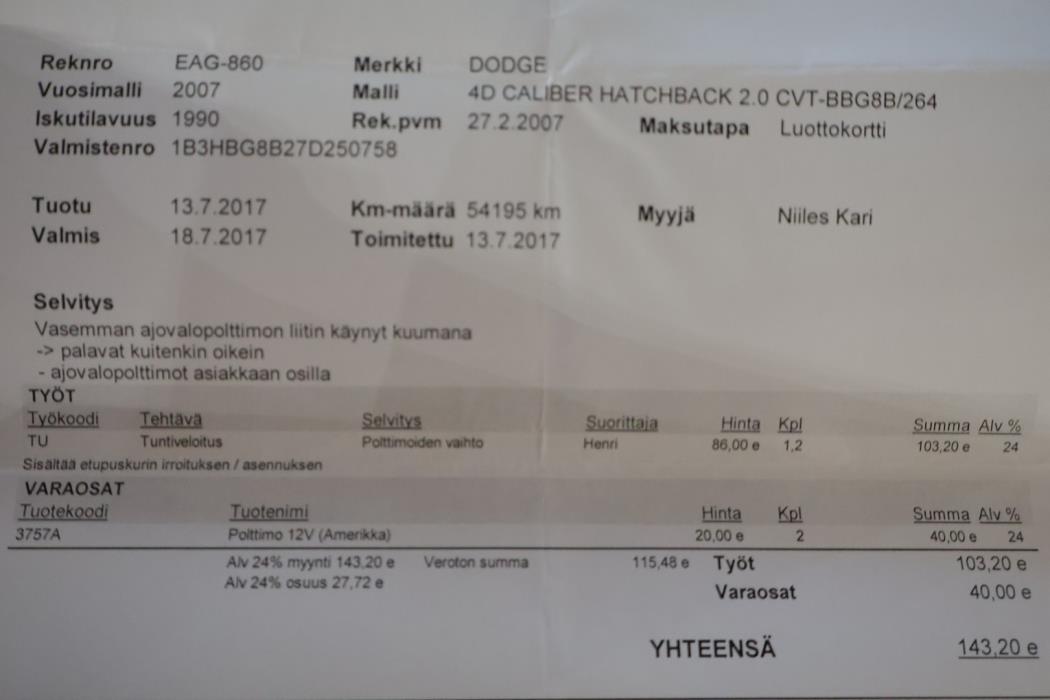 Reknro EAG-860 Merkki DODGE
Vuosimalli 2007 Malli 4D CALIBER HATCHBACK 2.0 CVT-BBG8B/264
Iskutilavuus 1990 Rek.pvm 27.2.2007 Maksutapa Luottokortti
Valmistenro 1B3HBG8B27D250758
Tuotu 13.7.2017 Km-määrä 54195 km Myyjä Niiles Kari
Valmis 18.7.2017 Toimitettu 13.7.2017
Selvitys
Vasemman ajovalopolttimon liitin käynyt kuumana
-> palavat kuitenkin oikein
- ajovalopolttimot asiakkaan osilla
TYÖT
Työkoodi Tehtävä Selvitys Suorittaja Hinta Kpl Summa Alv %
TU Tuntiveloitus Polttimoiden vaihto Henri 86,00 e 1,2 103,20 e 24
Sisältää etupuskurin irroituksen / asennuksen
VARAOSAT
Tuotekoodi Tuotenimi Hinta Kpl Summa Alv %
3757A Polttimo 12V (Amerikka) 20,00 e 2 40,00 e 24
Alv 24% myynti 143,20 e Veroton summa 115,48 e Työt 103,20 e
Alv 24% osuus 27,72 e
Varaosat 40,00 e
YHTEENSÄ 143,20 e